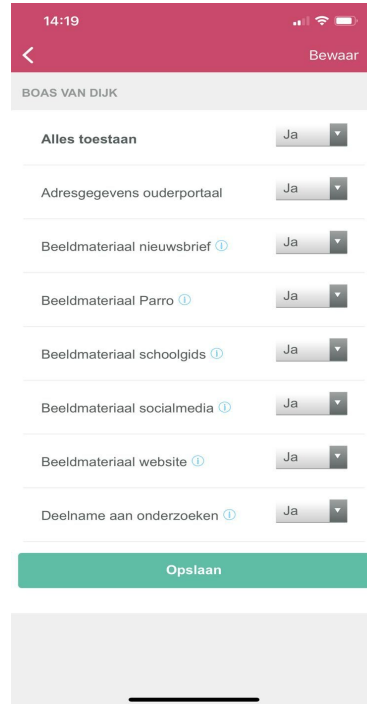 14:19
Bewaar
BOAS VAN DIJK
Alles toestaan Ja
Adresgegevens ouderportaal Ja
Beeldmateriaal nieuwsbrief ⓘ Ja
Beeldmateriaal Parro ⓘ Ja
Beeldmateriaal schoolgids ⓘ Ja
Beeldmateriaal socialmedia ⓘ Ja
Beeldmateriaal website ⓘ Ja
Deelname aan onderzoeken ⓘ Ja
Opslaan